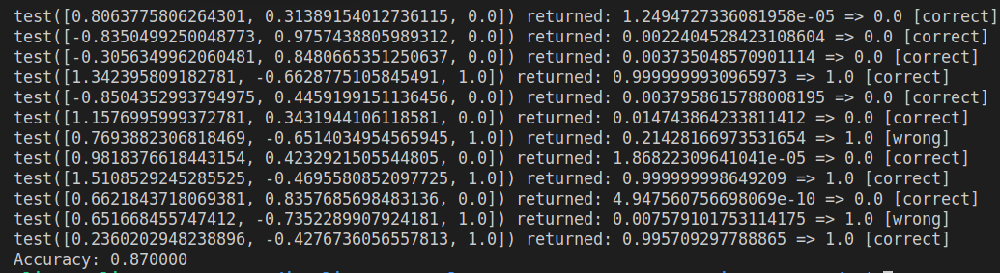 test([0.8063775806264301, 0.31389154012736115, 0.0]) returned: 1.2494727336081958e-05 => 0.0 [correct]
test([-0.8350499250048773, 0.9757438805989312, 0.0]) returned: 0.0022404528423108604 => 0.0 [correct]
test([-0.3056349962060481, 0.8480665351250637, 0.0]) returned: 0.003735048570901114 => 0.0 [correct]
test([1.342395809182781, -0.6628775105845491, 1.0]) returned: 0.9999999930965973 => 1.0 [correct]
test([-0.8504352993794975, 0.4459199151136456, 0.0]) returned: 0.0037958615788008195 => 0.0 [correct]
test([1.1576995999372781, 0.3431944106118581, 0.0]) returned: 0.014743864233811412 => 0.0 [correct]
test([0.7693882306818469, -0.6514034954565945, 1.0]) returned: 0.21428166973531654 => 1.0 [wrong]
test([0.9818376618443154, 0.4232921505544805, 0.0]) returned: 1.86822309641041e-05 => 0.0 [correct]
test([1.5108529245285525, -0.4695580852097725, 1.0]) returned: 0.999999998649209 => 1.0 [correct]
test([0.6621843718069381, 0.8357685698483136, 0.0]) returned: 4.947560756698069e-10 => 0.0 [correct]
test([0.651668455747412, -0.7352289907924181, 1.0]) returned: 0.007579101753114175 => 1.0 [wrong]
test([0.2360202948238896, -0.4276736056557813, 1.0]) returned: 0.995709297788865 => 1.0 [correct]
Accuracy: 0.870000